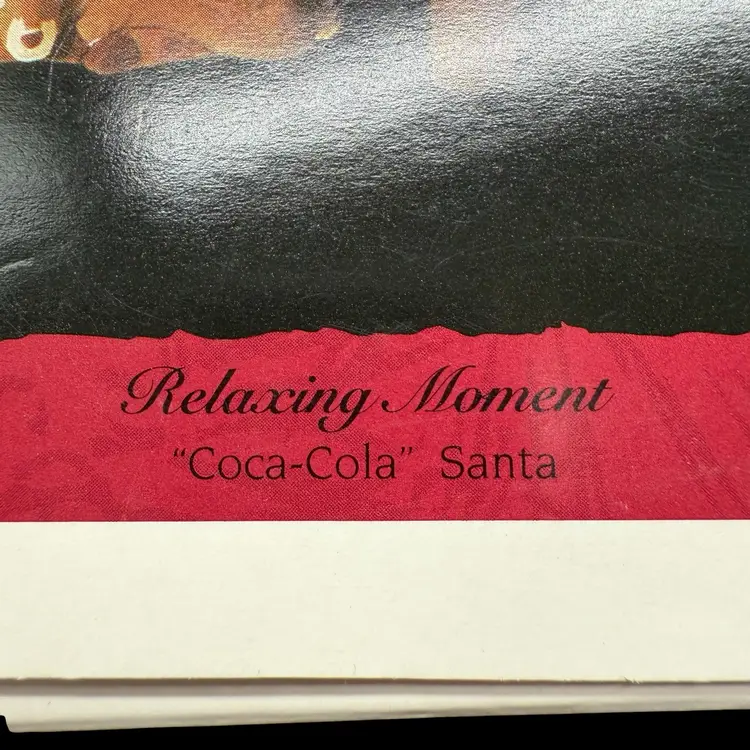 Relaxing Moment
“Coca-Cola” Santa